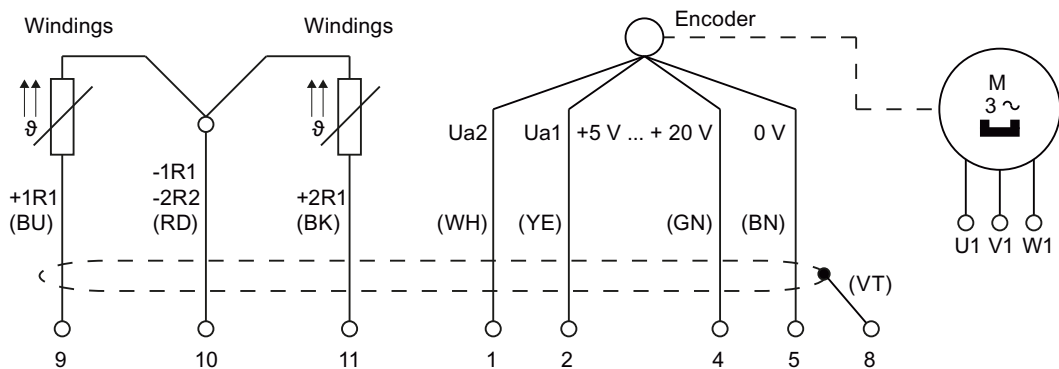 Windings
Windings
Encoder
M
3 ~
ϑ
ϑ
Ua2
Ua1
+5 V ... + 20 V
0 V
+1R1
(BU)
-1R1
-2R2
(RD)
+2R1
(BK)
(WH)
(YE)
(GN)
(BN)
U1 V1 W1
(VT)
9 10 11 1 2 4 5 8